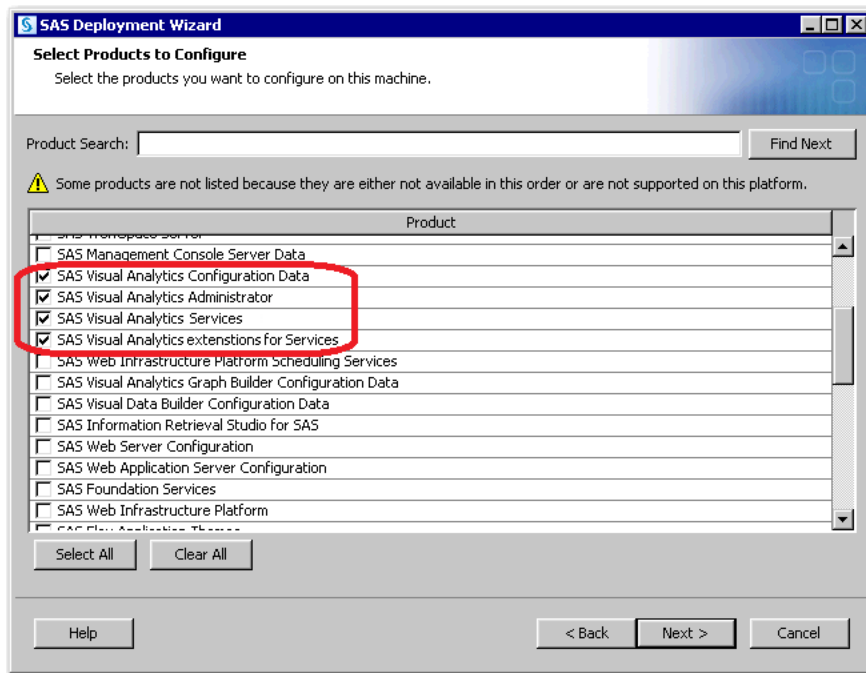 SAS Deployment Wizard
Select Products to Configure
Select the products you want to configure on this machine.
Product Search:
Find Next
Some products are not listed because they are either not available in this order or are not supported on this platform.
Product
SAS Management Console Server Data
SAS Visual Analytics Configuration Data
SAS Visual Analytics Administrator
SAS Visual Analytics Services
SAS Visual Analytics extenstions for Services
SAS Web Infrastructure Platform Scheduling Services
SAS Visual Analytics Graph Builder Configuration Data
SAS Visual Data Builder Configuration Data
SAS Information Retrieval Studio for SAS
SAS Web Server Configuration
SAS Web Application Server Configuration
SAS Foundation Services
SAS Web Infrastructure Platform
Select All Clear All
Help < Back Next > Cancel